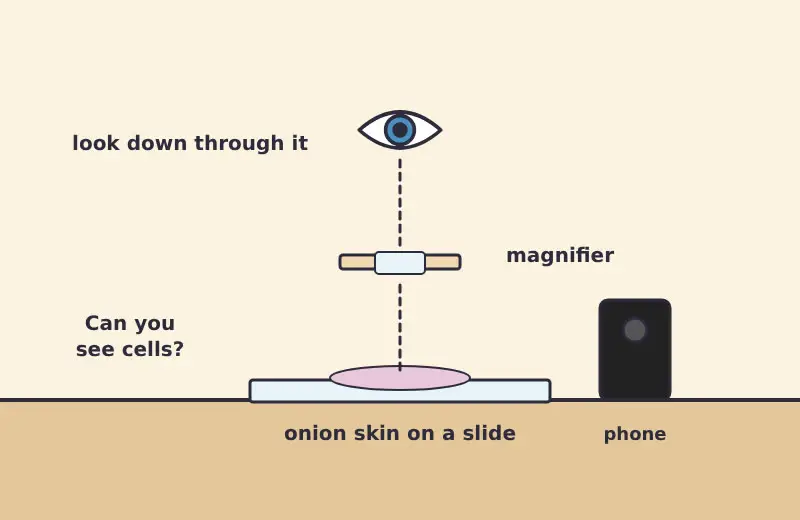 look down through it
magnifier
Can you
see cells?
onion skin on a slide
phone